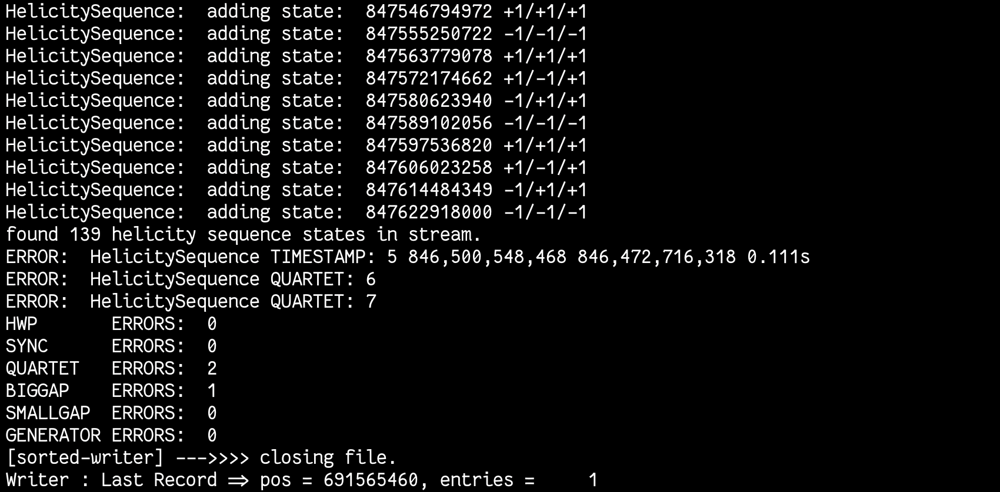 HelicitySequence:  adding state:  847546794972 +1/+1/+1
HelicitySequence:  adding state:  847555250722 -1/-1/-1
HelicitySequence:  adding state:  847563779078 +1/+1/+1
HelicitySequence:  adding state:  847572174662 +1/-1/+1
HelicitySequence:  adding state:  847580623940 -1/+1/+1
HelicitySequence:  adding state:  847589102056 -1/-1/-1
HelicitySequence:  adding state:  847597536820 +1/+1/+1
HelicitySequence:  adding state:  847606023258 +1/-1/+1
HelicitySequence:  adding state:  847614484349 -1/+1/+1
HelicitySequence:  adding state:  847622918000 -1/-1/-1
found 139 helicity sequence states in stream.
ERROR:  HelicitySequence TIMESTAMP: 5 846,500,548,468 846,472,716,318 0.111s
ERROR:  HelicitySequence QUARTET: 6
ERROR:  HelicitySequence QUARTET: 7
HWP       ERRORS:  0
SYNC      ERRORS:  0
QUARTET   ERRORS:  2
BIGGAP    ERRORS:  1
SMALLGAP  ERRORS:  0
GENERATOR ERRORS:  0
[sorted-writer] --->>>> closing file.
Writer : Last Record => pos = 691565460, entries =     1